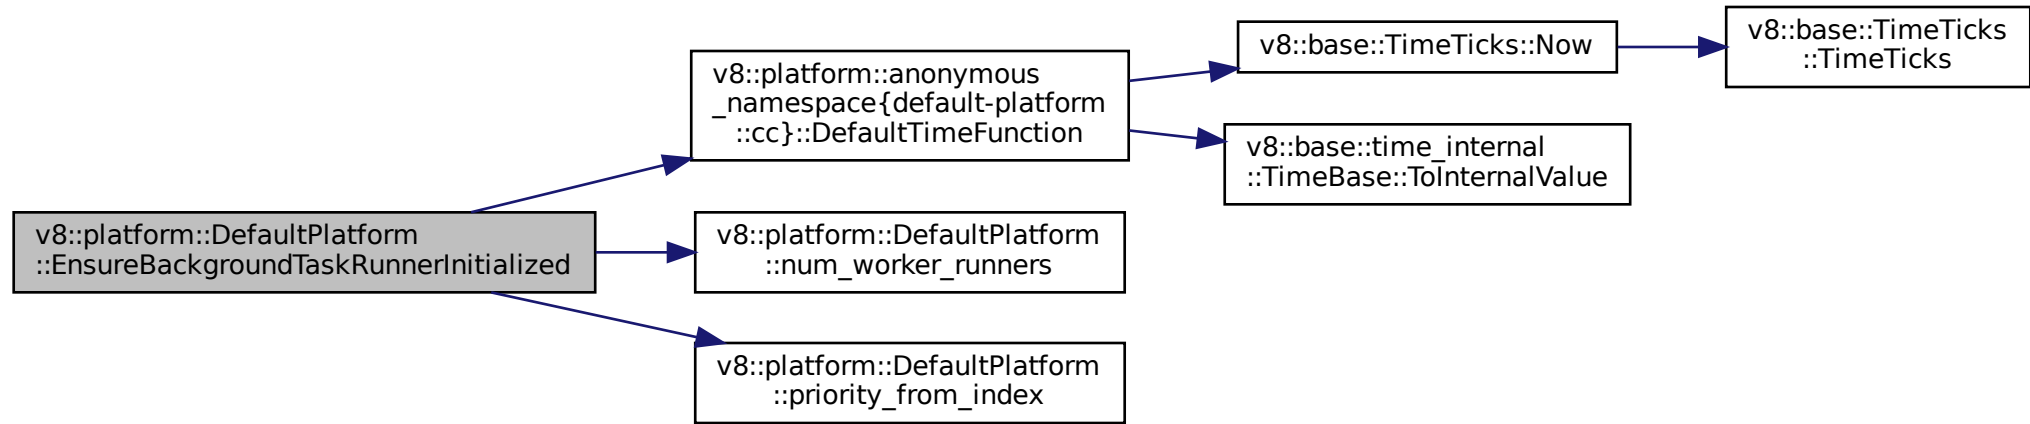 v8::platform::DefaultPlatform
::EnsureBackgroundTaskRunnerInitialized
v8::platform::anonymous
_namespace{default-platform
::cc}::DefaultTimeFunction
v8::base::TimeTicks::Now
v8::base::TimeTicks
::TimeTicks
v8::base::time_internal
::TimeBase::ToInternalValue
v8::platform::DefaultPlatform
::num_worker_runners
v8::platform::DefaultPlatform
::priority_from_index